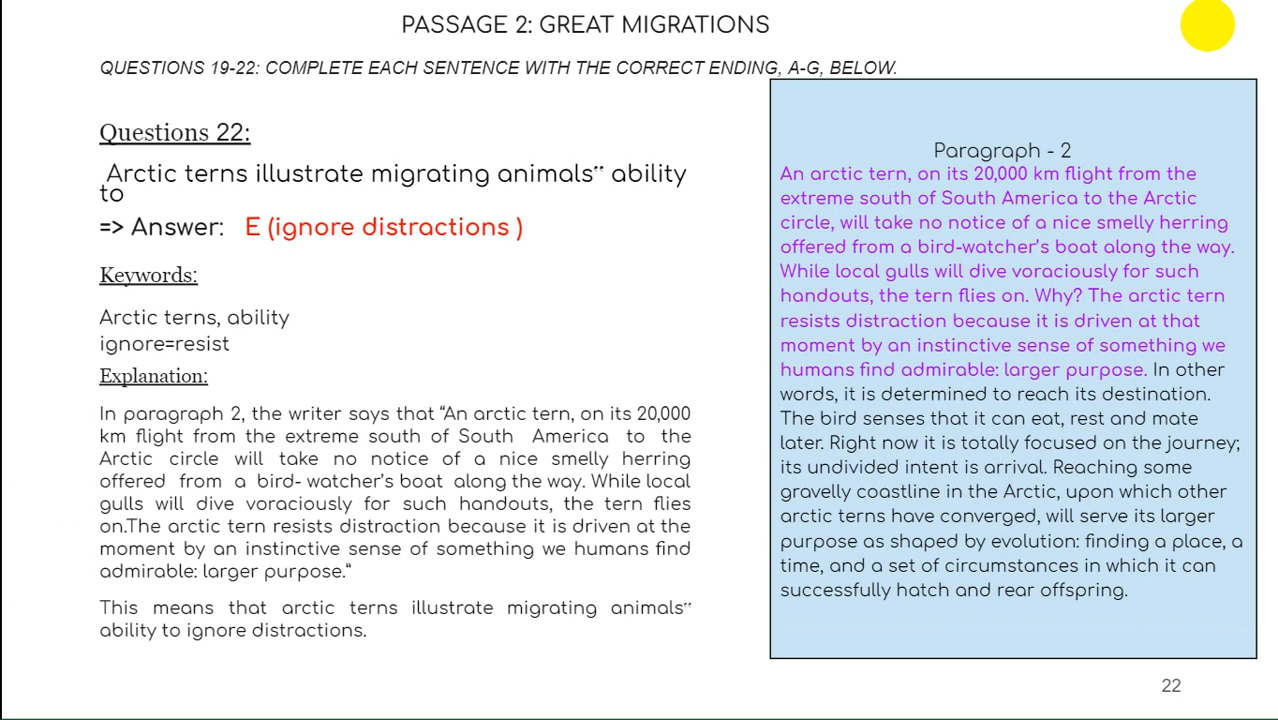 PASSAGE 2: GREAT MIGRATIONS
QUESTIONS 19-22: COMPLETE EACH SENTENCE WITH THE CORRECT ENDING, A-G, BELOW.
Questions 22:
Arctic terns illustrate migrating animals¨ ability
to
=> Answer: E (ignore distractions )
Keywords:
Arctic terns, ability
ignore=resist
Explanation:
In paragraph 2, the writer says that “An arctic tern, on its 20,000
km flight from the extreme south of South America to the
Arctic circle will take no notice of a nice smelly herring
offered from a bird- watcher's boat along the way. While local
gulls will dive voraciously for such handouts, the tern flies
on.The arctic tern resists distraction because it is driven at the
moment by an instinctive sense of something we humans find
admirable: larger purpose.”
This means that arctic terns illustrate migrating animals¨
ability to ignore distractions.
Paragraph - 2
An arctic tern, on its 20,000 km flight from the
extreme south of South America to the Arctic
circle, will take no notice of a nice smelly herring
offered from a bird-watcher's boat along the way.
While local gulls will dive voraciously for such
handouts, the tern flies on. Why? The arctic tern
resists distraction because it is driven at that
moment by an instinctive sense of something we
humans find admirable: larger purpose. In other
words, it is determined to reach its destination.
The bird senses that it can eat, rest and mate
later. Right now it is totally focused on the journey;
its undivided intent is arrival. Reaching some
gravelly coastline in the Arctic, upon which other
arctic terns have converged, will serve its larger
purpose as shaped by evolution: finding a place, a
time, and a set of circumstances in which it can
successfully hatch and rear offspring.
22